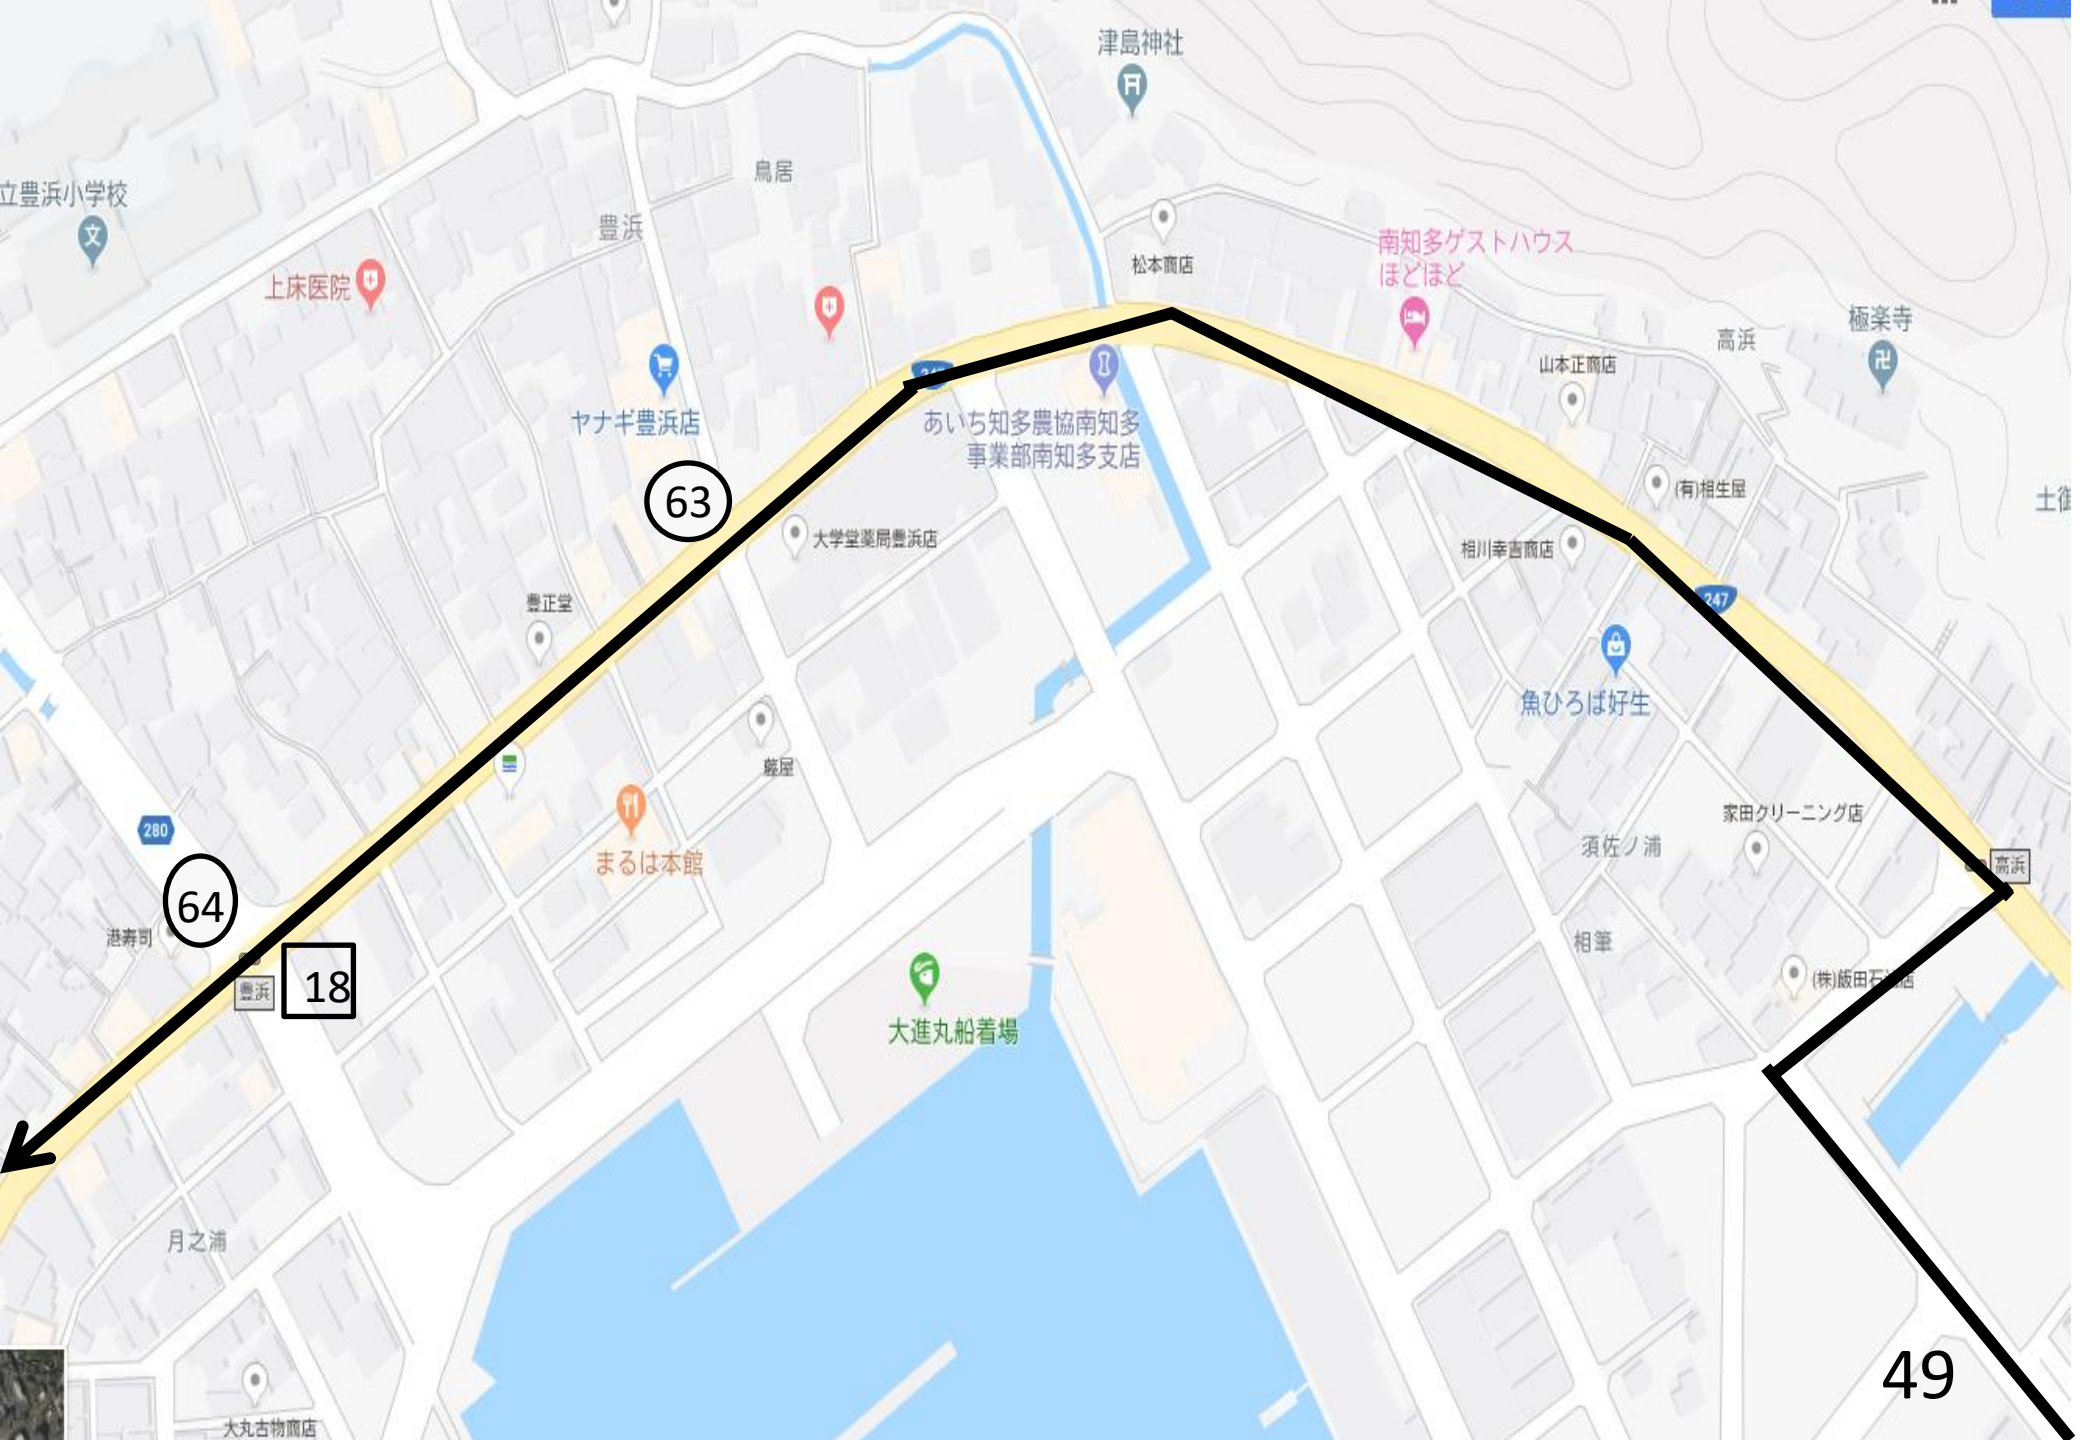 津島神社
鳥居
立豊浜小学校
豊浜
南知多ゲストハウス
ほどほど
松本商店
上床医院
極楽寺
高浜
山本正商店
ヤナギ豊浜店
あいち知多農協南知多
事業部南知多支店
63
(有)相生屋
大学堂薬局豊浜店
相川幸吉商店
247
豊正堂
魚ひろば好生
藤屋
家田クリーニング店
280
須佐ノ浦
まるは本館
高浜
64
港寿司
相筆
豊浜
18
大進丸船着場
月之浦
49
大丸古物商店